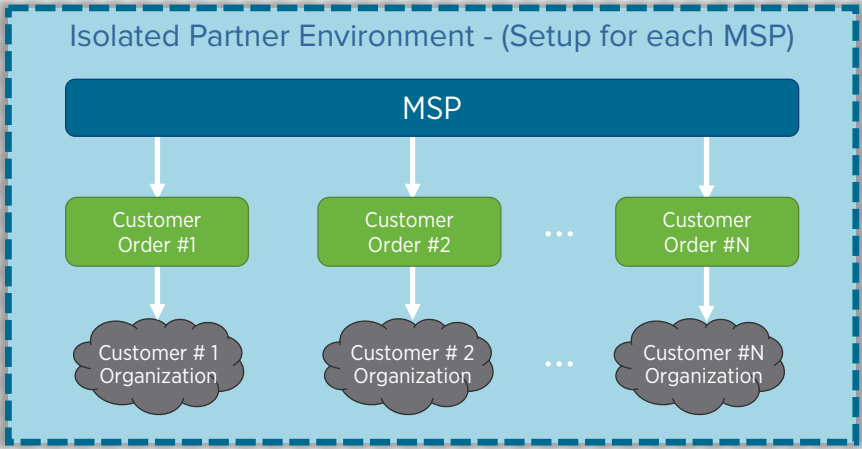 Isolated Partner Environment - (Setup for each MSP)
MSP
Customer
Order #1
Customer
Order #2
...
Customer
Order #N
Customer # 1
Organization
Customer # 2
Organization
...
Customer #N
Organization